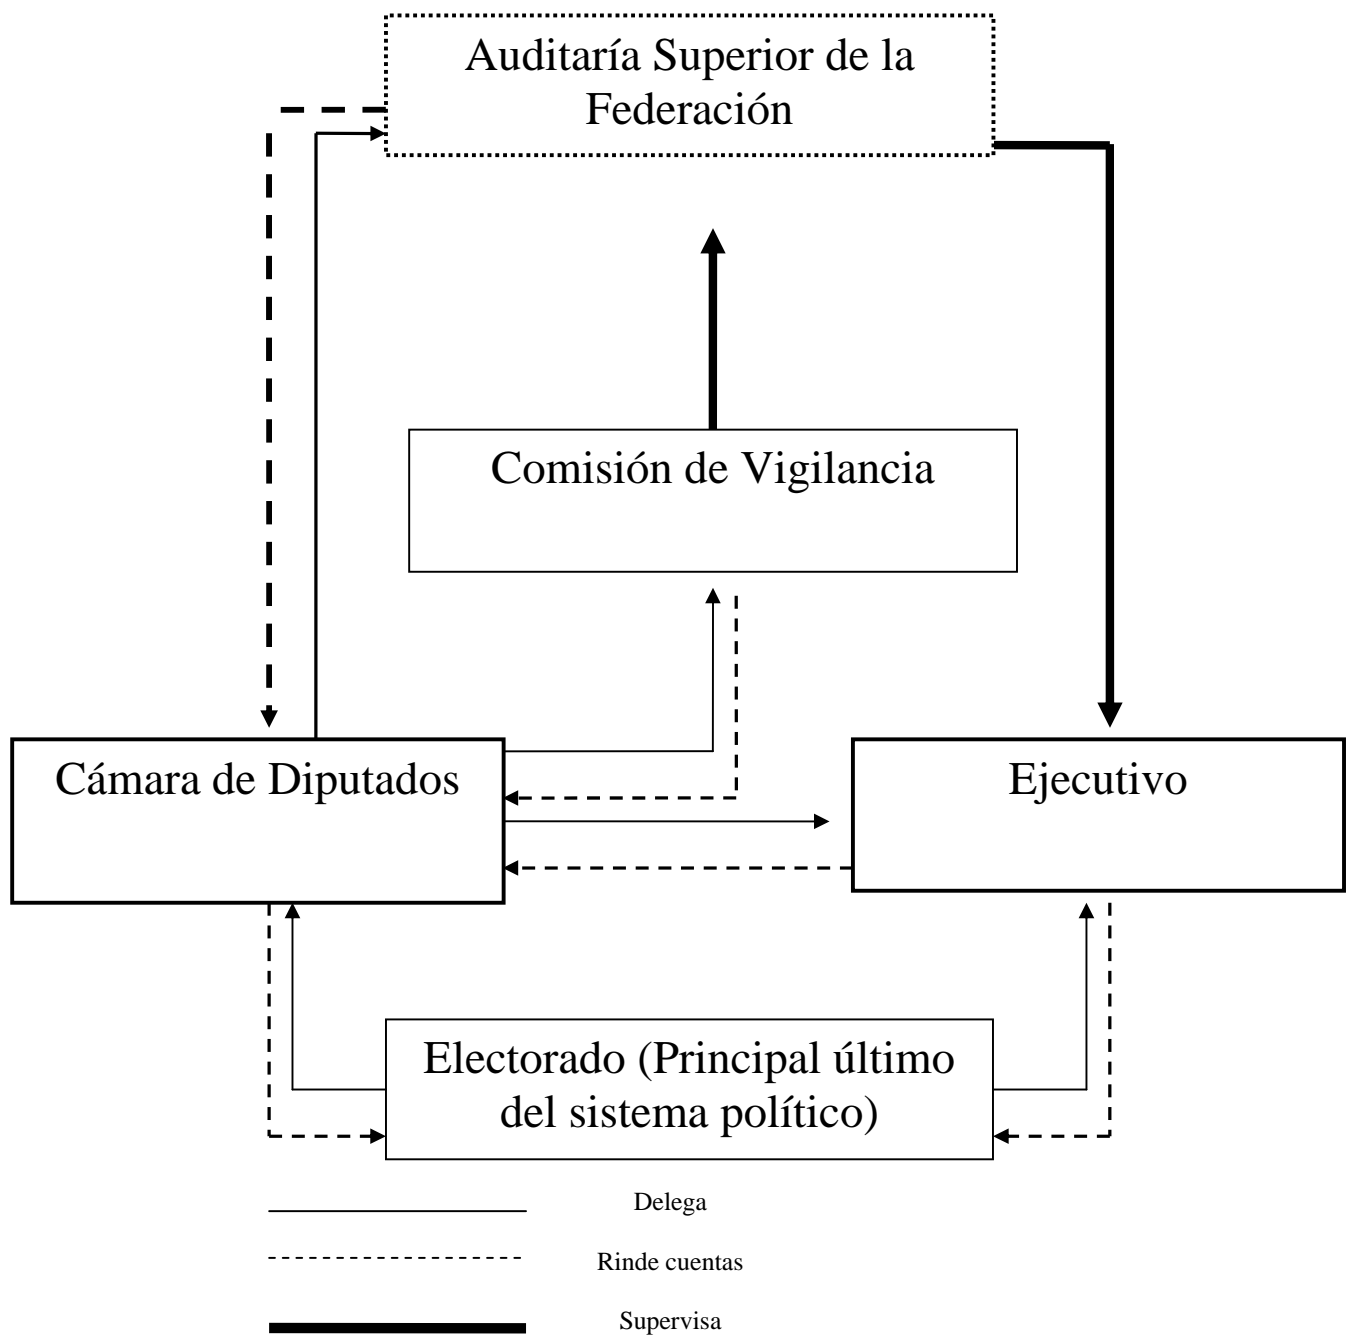 Auditaría Superior de la
Federación
Comisión de Vigilancia
Cámara de Diputados
Ejecutivo
Electorado (Principal último
del sistema político)
Delega
Rinde cuentas
Supervisa